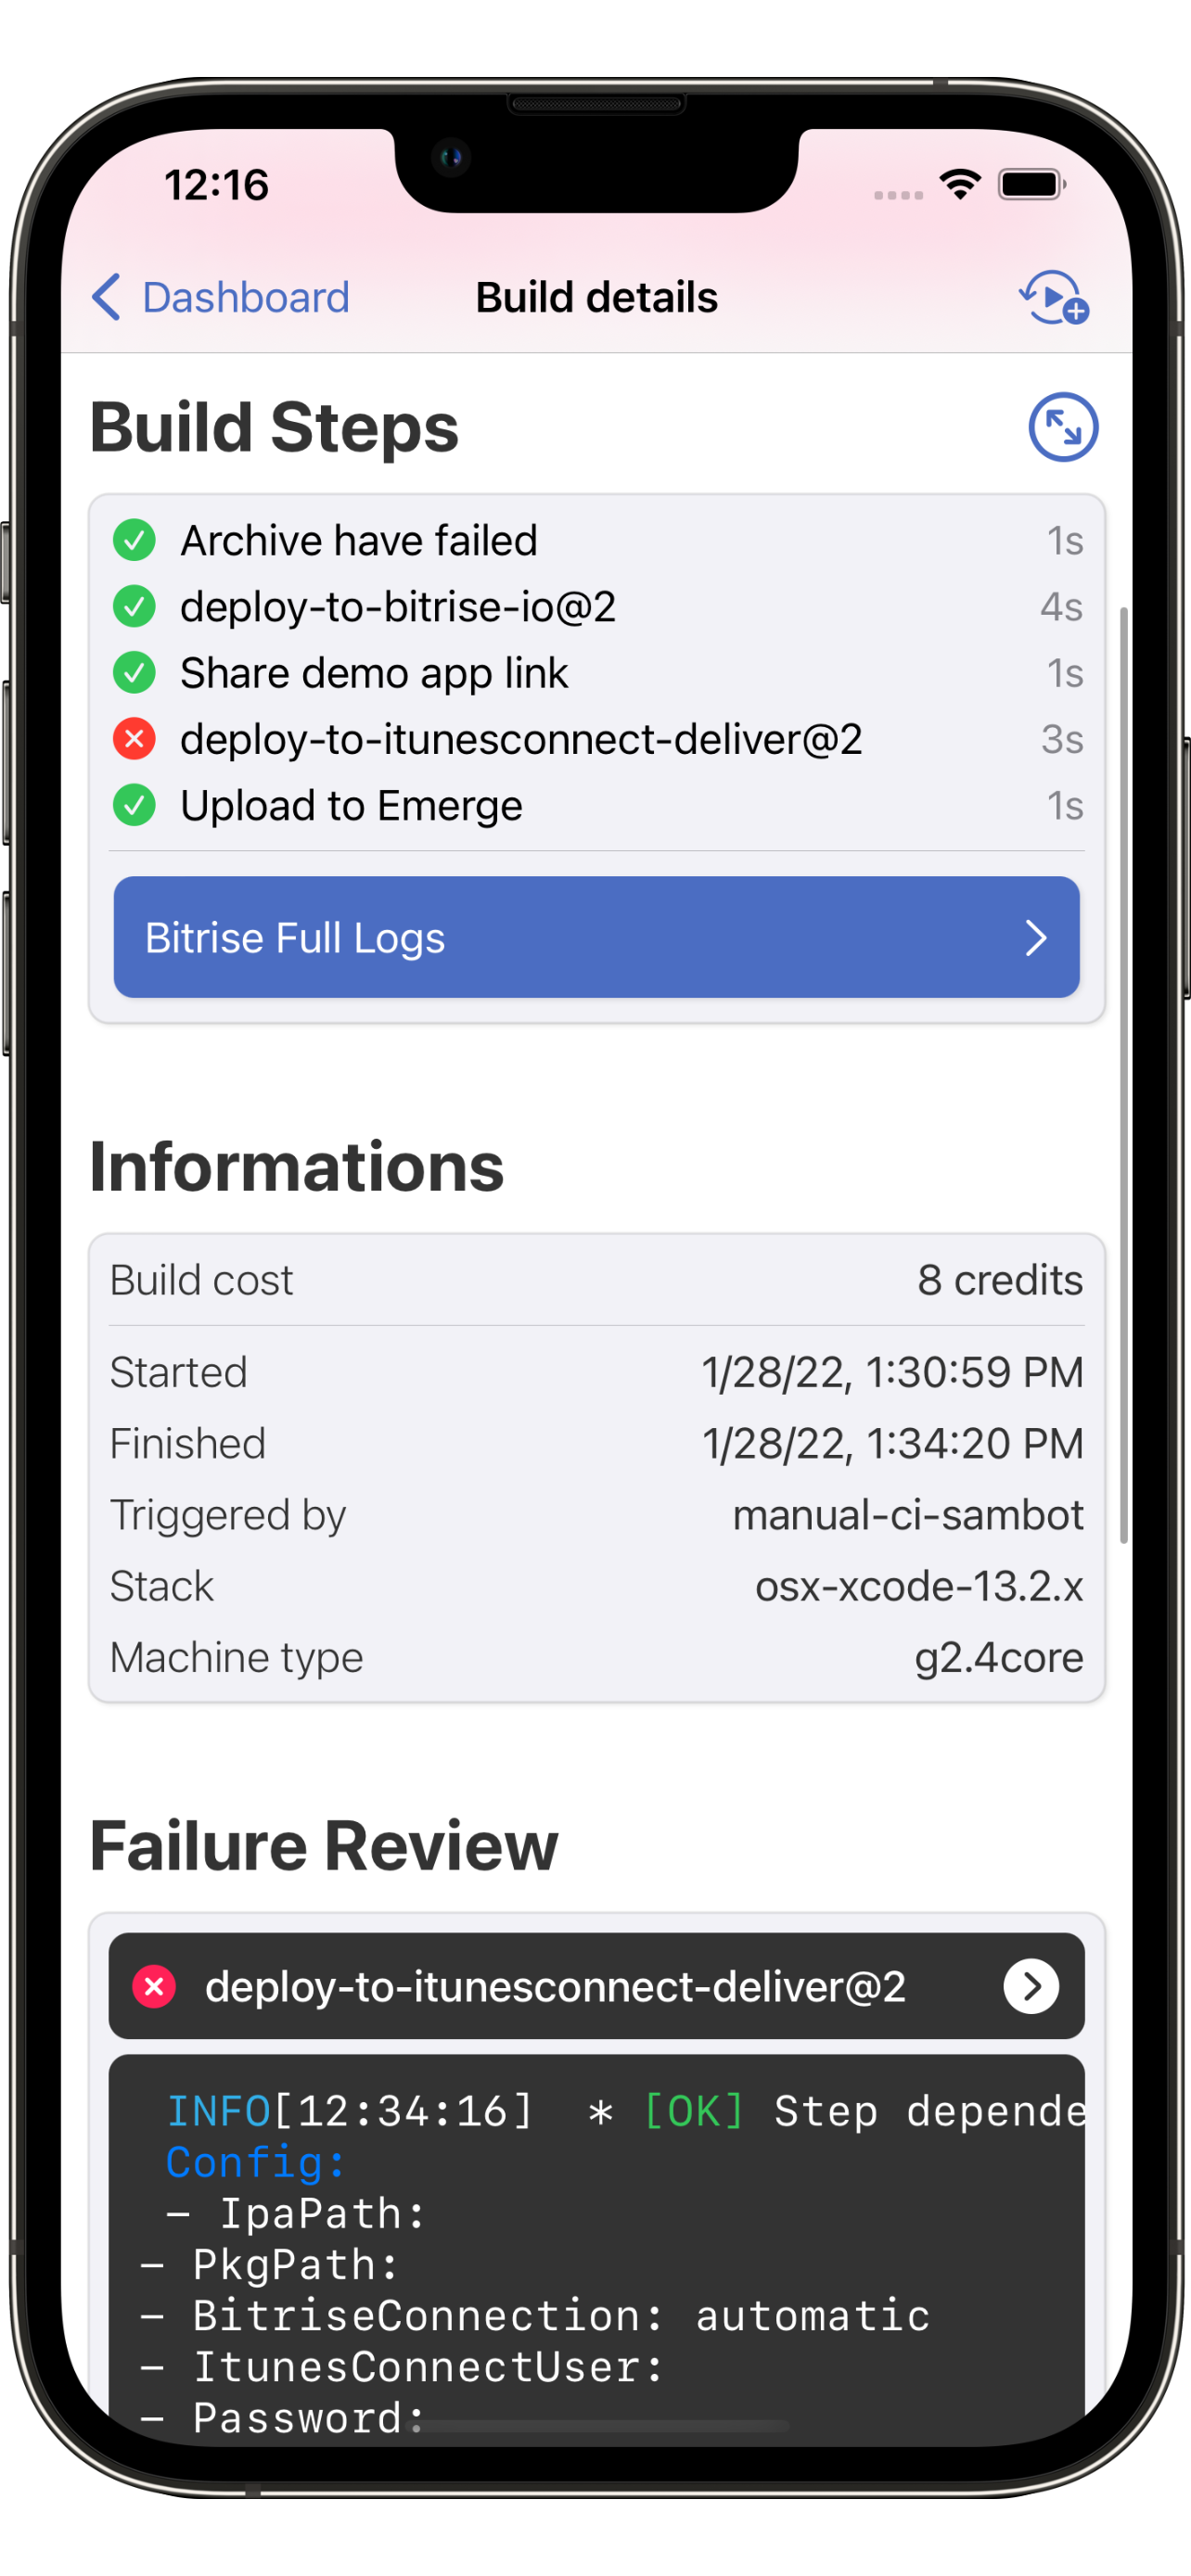 12:16
Dashboard
Build details
Build Steps
Archive have failed 1s
deploy-to-bitrise-io@2 4s
Share demo app link 1s
deploy-to-itunesconnect-deliver@2 3s
Upload to Emerge 1s
Bitrise Full Logs
Informations
Build cost 8 credits
Started 1/28/22, 1:30:59 PM
Finished 1/28/22, 1:34:20 PM
Triggered by manual-ci-sambot
Stack osx-xcode-13.2.x
Machine type g2.4core
Failure Review
deploy-to-itunesconnect-deliver@2
INFO[12:34:16] * [OK] Step depende
Config:
- IpaPath:
- PkgPath:
- BitriseConnection: automatic
- ItunesConnectUser:
- Password: